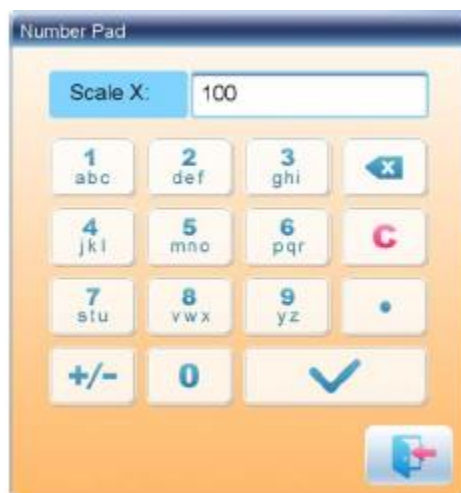 Number Pad
Scale X: 100
1 2 3
abc def ghi
4 5 6 C
jkl mno pqr
7 8 9 .
stu vwx yz
+/- 0